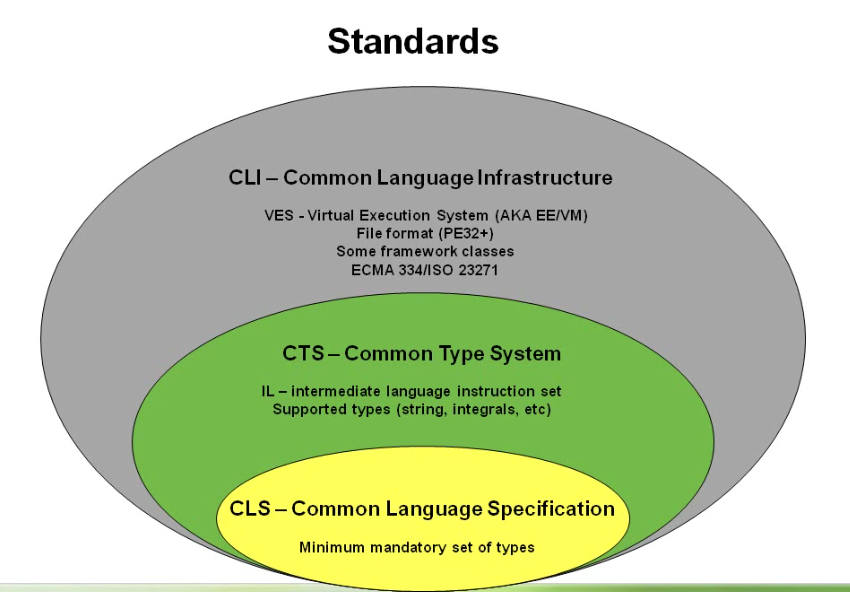 Standards
CLI – Common Language Infrastructure
VES - Virtual Execution System (AKA EE/VM)
File format (PE32+)
Some framework classes
ECMA 334/ISO 23271
CTS – Common Type System
IL – intermediate language instruction set
Supported types (string, integrals, etc)
CLS – Common Language Specification
Minimum mandatory set of types